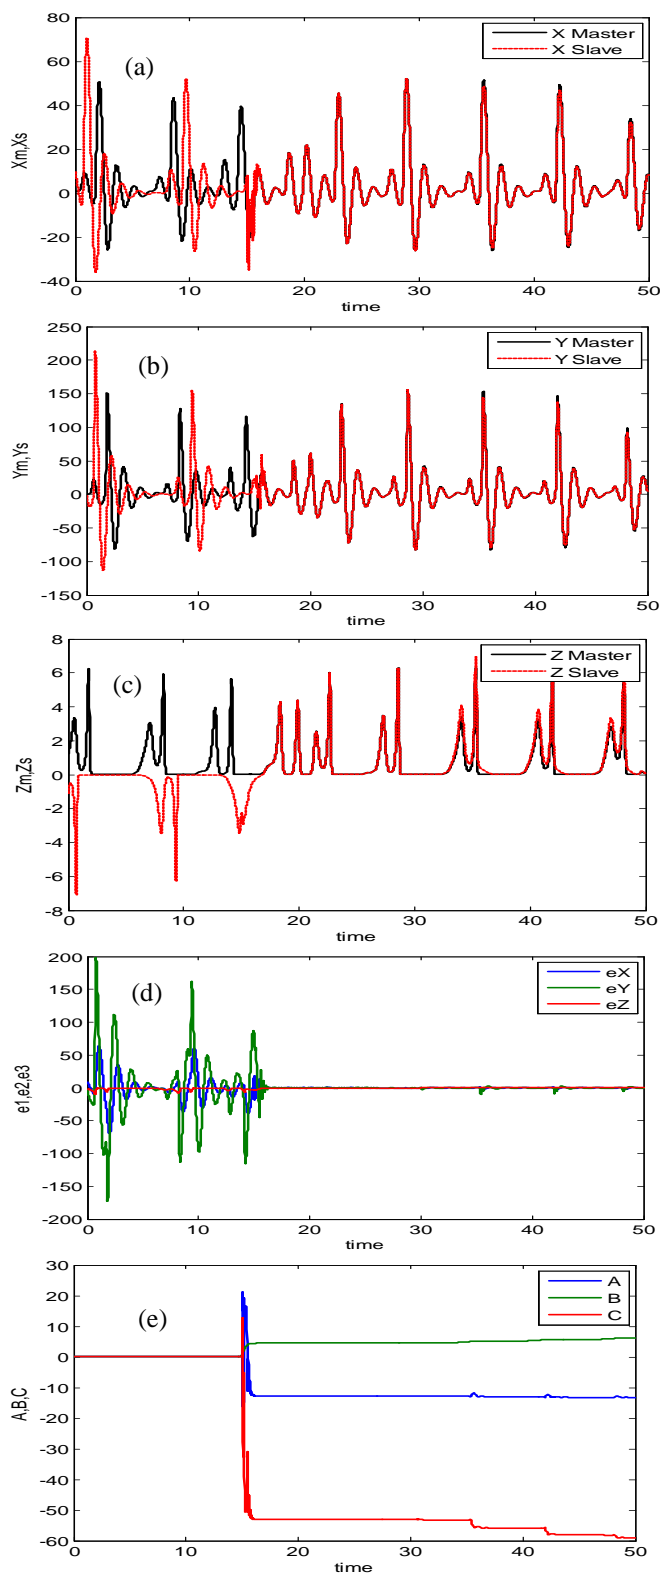 80
60
40
20
0
-20
-40
Xm,Xs
(a)
X Master
X Slave
0 10 20 30 40 50
time
250
200
150
100
50
0
-50
-100
-150
Ym,Ys
(b)
Y Master
Y Slave
0 10 20 30 40 50
time
8
6
4
2
0
-2
-4
-6
-8
Zm,Zs
(c)
Z Master
Z Slave
0 10 20 30 40 50
time
200
150
100
50
0
-50
-100
-150
-200
e1,e2,e3
(d)
eX
eY
eZ
0 10 20 30 40 50
time
30
20
10
0
-10
-20
-30
-40
-50
-60
A,B,C
(e)
A
B
C
0 10 20 30 40 50
time